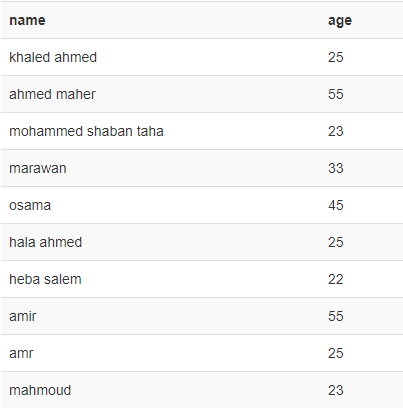 name age
khaled ahmed 25
ahmed maher 55
mohammed shaban taha 23
marawan 33
osama 45
hala ahmed 25
heba salem 22
amir 55
amr 25
mahmoud 23